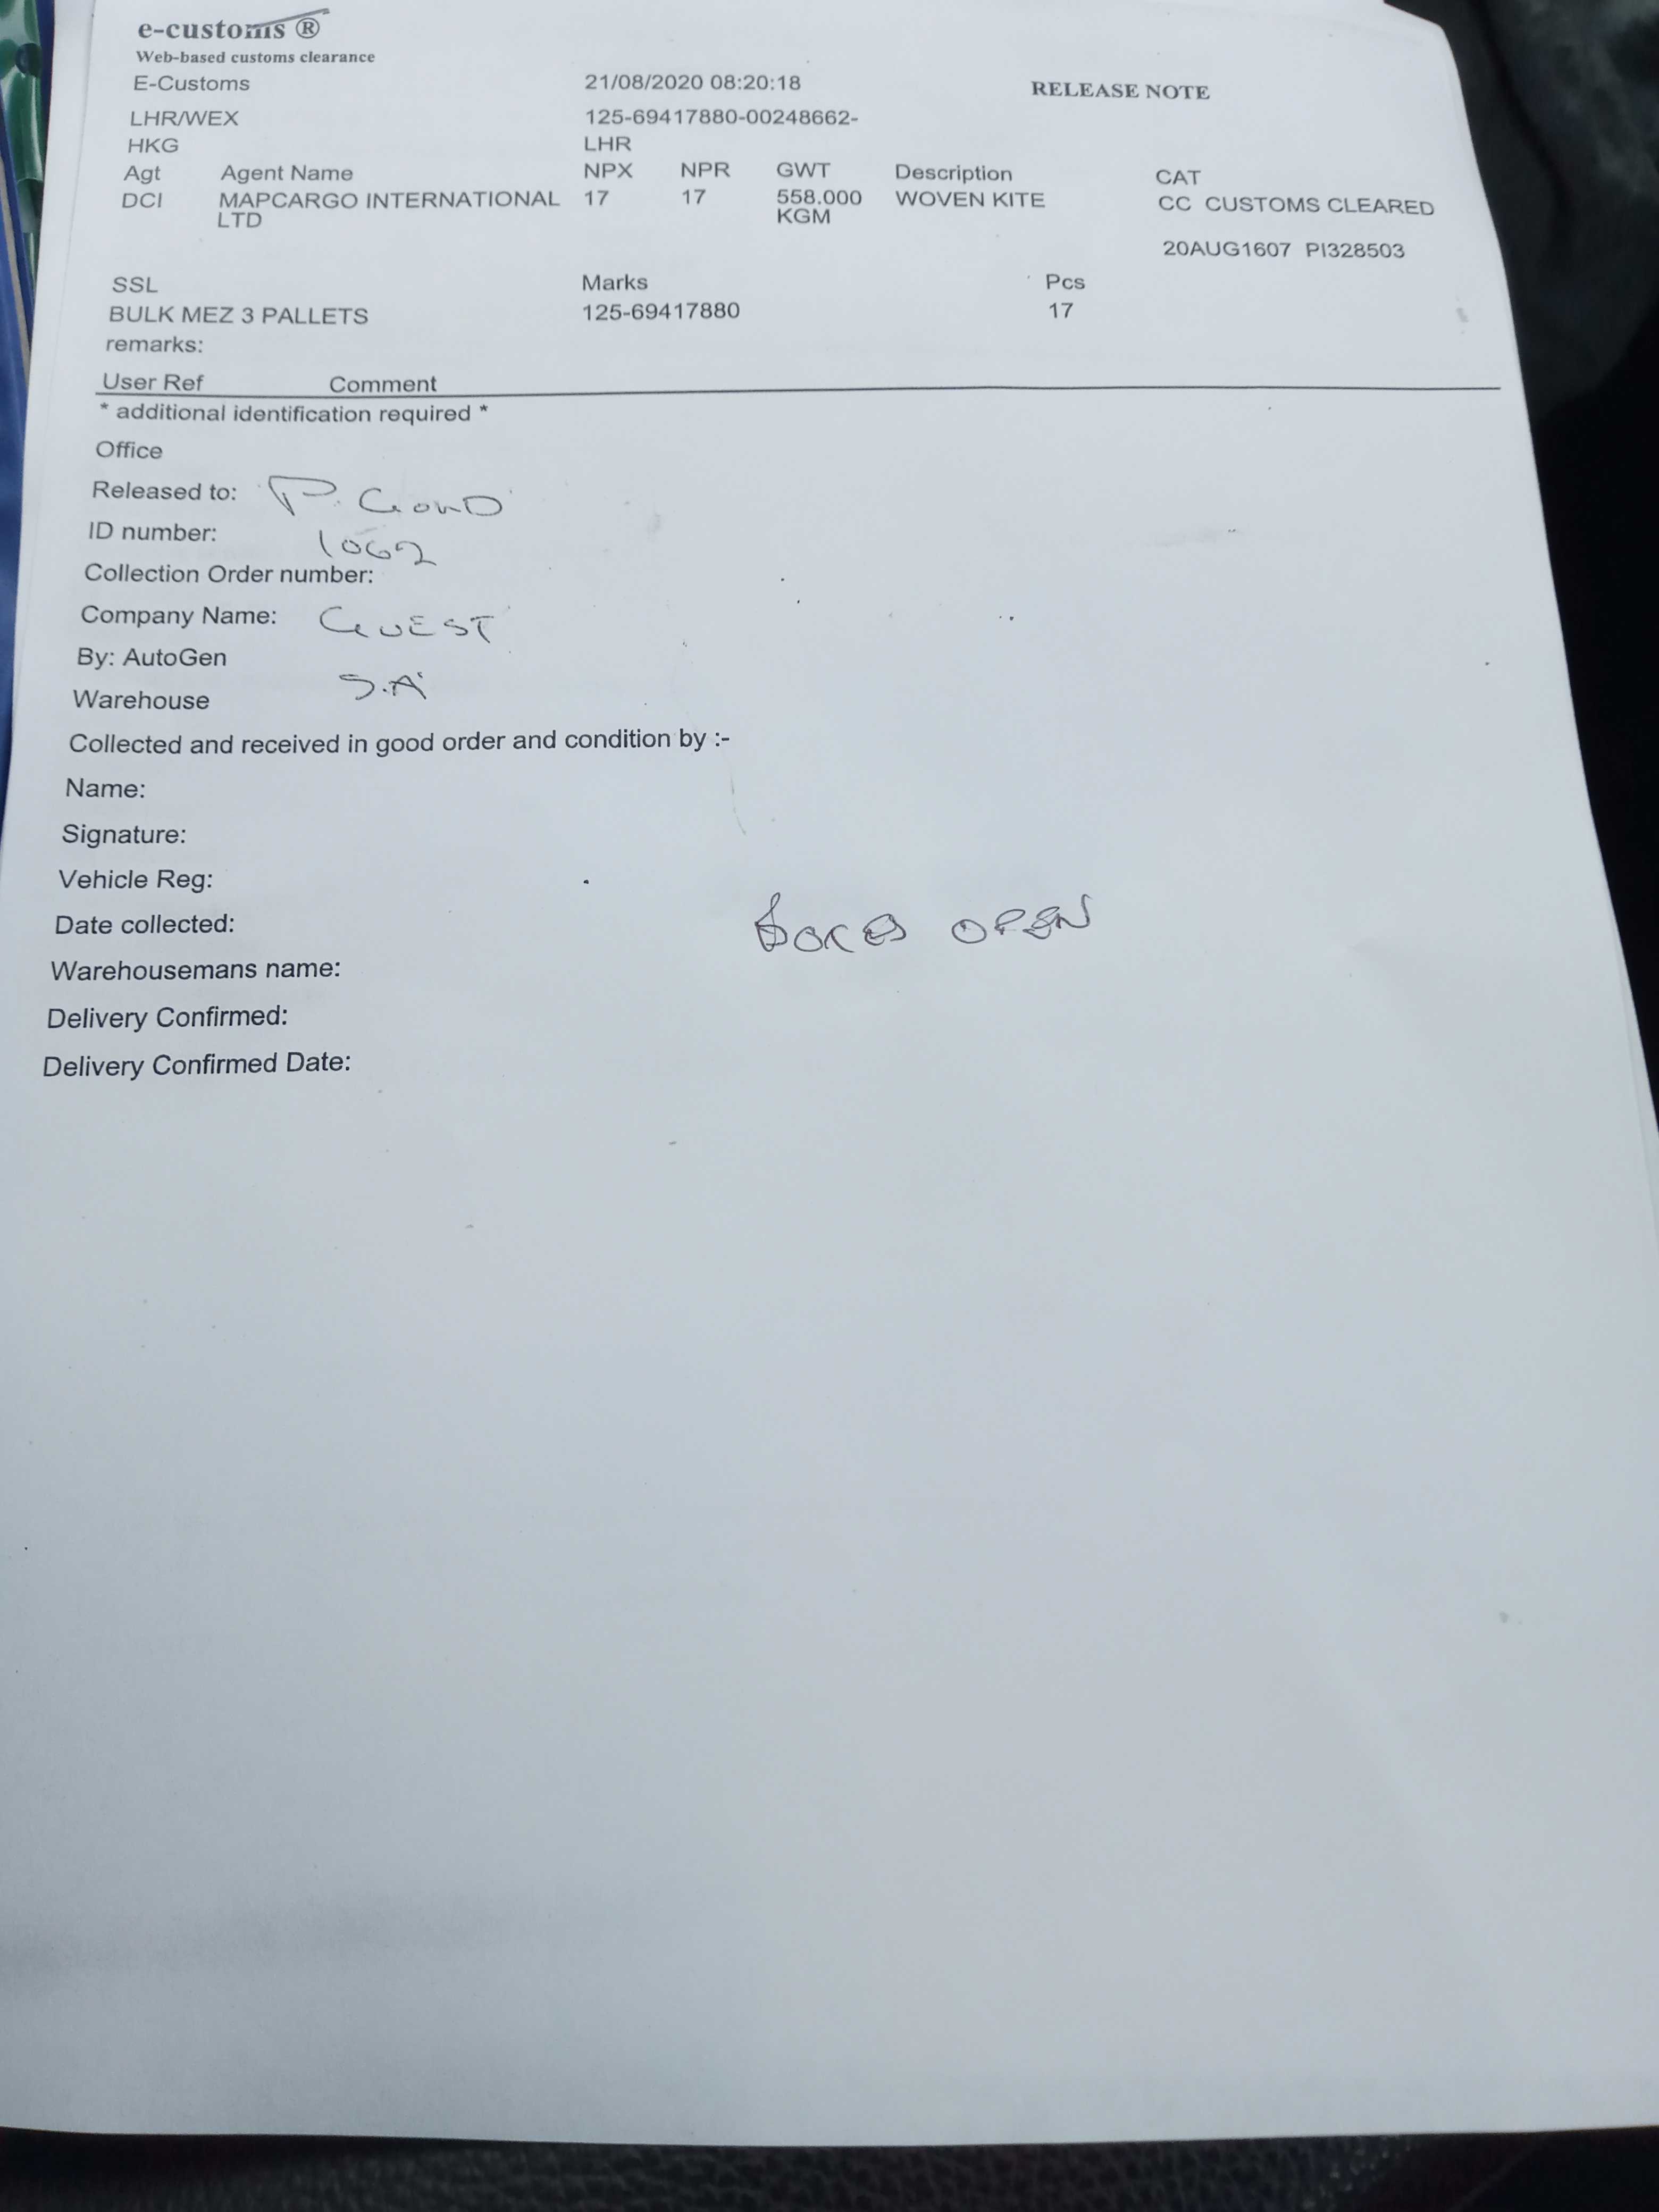 e-customs ®
Web-based customs clearance
E-Customs 21/08/2020 08:20:18 RELEASE NOTE
LHR/WEX 125-69417880-00248662-
HKG LHR
Agt Agent Name NPX NPR GWT Description CAT
DCI MAPCARGO INTERNATIONAL 17 17 558.000 WOVEN KITE CC CUSTOMS CLEARED
LTD KGM
20AUG1607 PI328503
SSL Marks Pcs
BULK MEZ 3 PALLETS 125-69417880 17
remarks:
User Ref Comment
* additional identification required *
Office
Released to: P.
ID number: 1062
Collection Order number:
Company Name: GUEST
By: AutoGen
S.A
Warehouse
Collected and received in good order and condition by :-
Name:
Signature:
Vehicle Reg:
Date collected: OPEN
Warehousemans name:
Delivery Confirmed:
Delivery Confirmed Date: